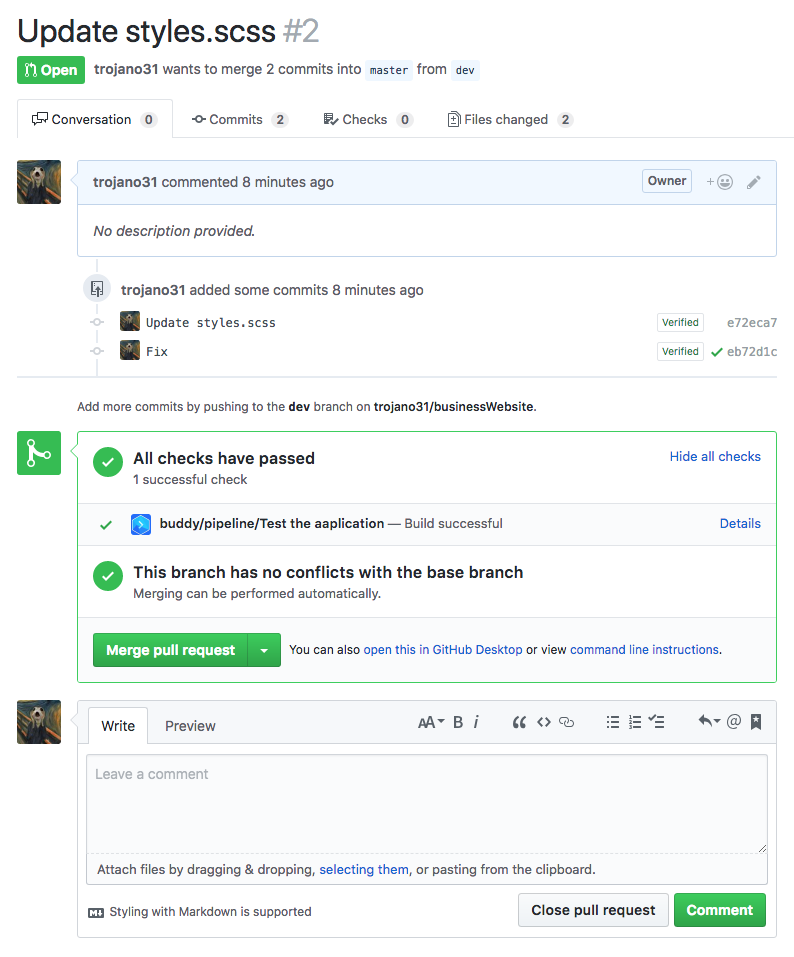 Update styles.scss #2
Open trojano31 wants to merge 2 commits into master from dev
Conversation 0 Commits 2 Checks 0 Files changed 2
trojano31 commented 8 minutes ago Owner +
No description provided.
trojano31 added some commits 8 minutes ago
Update styles.scss Verified e72eca7
Fix Verified eb72d1c
Add more commits by pushing to the dev branch on trojano31/businessWebsite.
All checks have passed Hide all checks
1 successful check
buddy/pipeline/Test the aaplication — Build successful Details
This branch has no conflicts with the base branch
Merging can be performed automatically.
Merge pull request You can also open this in GitHub Desktop or view command line instructions.
Write Preview AA B i
Leave a comment
Attach files by dragging & dropping, selecting them, or pasting from the clipboard.
Styling with Markdown is supported Close pull request Comment